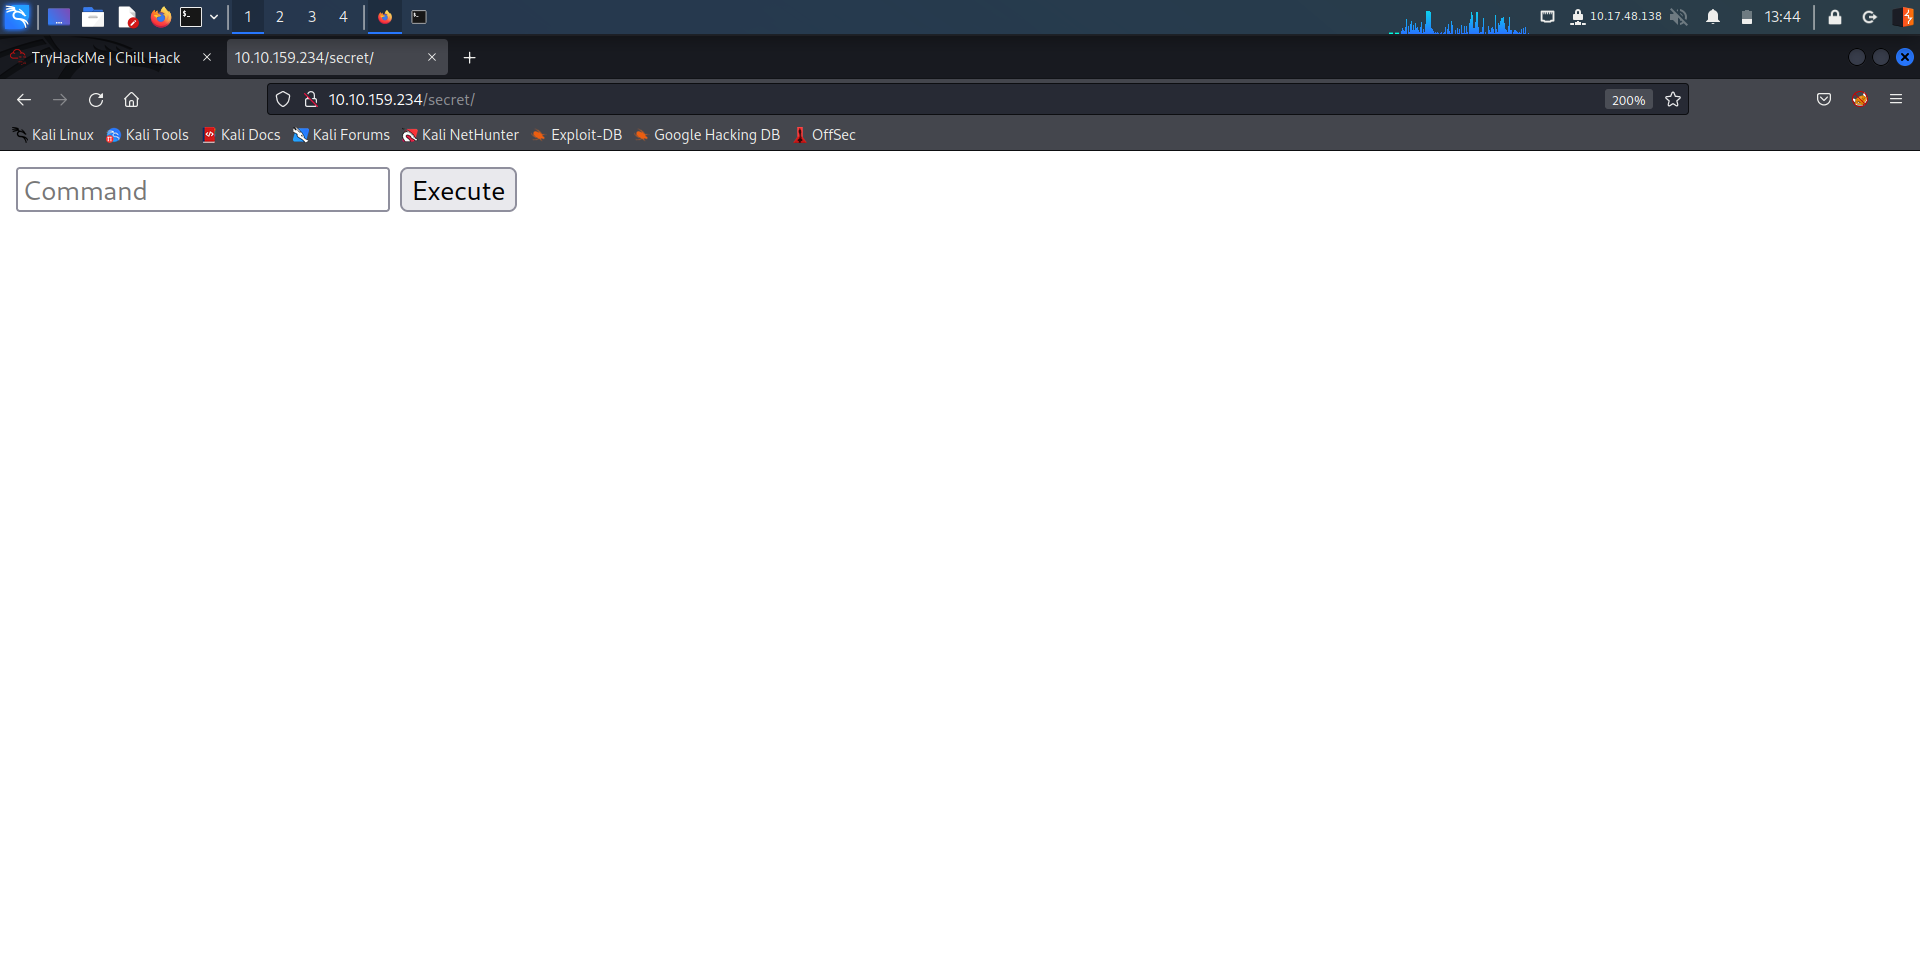 1 2 3 4 10.17.48.138 13:44
TryHackMe | Chill Hack 10.10.159.234/secret/
10.10.159.234/secret/ 200%
Kali Linux Kali Tools Kali Docs Kali Forums Kali NetHunter Exploit-DB Google Hacking DB OffSec
Command Execute